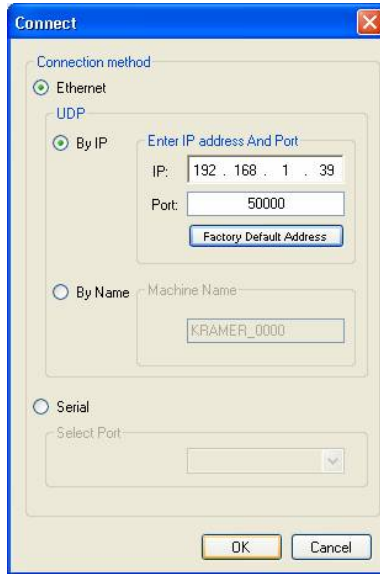 Connect
Connection method
Ethernet
UDP
By IP
Enter IP address And Port
IP: 192 . 168 . 1 . 39
Port: 50000
Factory Default Address
By Name
Machine Name
KRAMER_0000
Serial
Select Port
OK Cancel